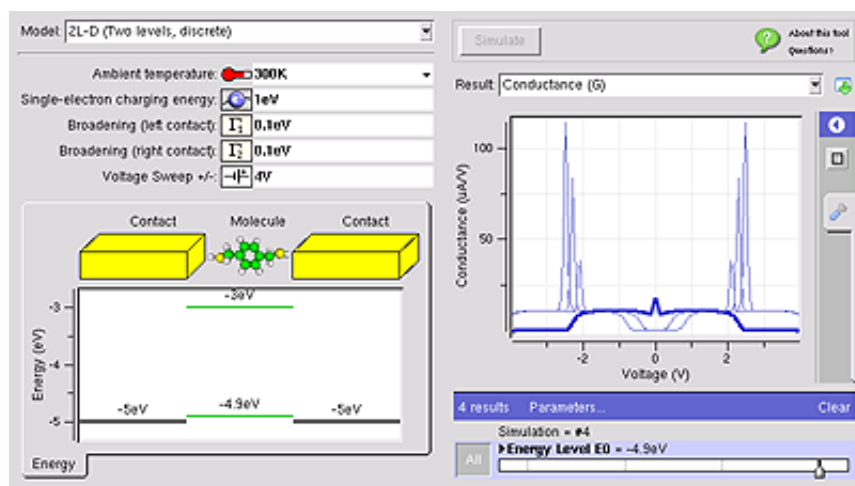 Model: 2L-D (Two levels, discrete)
Ambient temperature: 300K
Single-electron charging energy: 1eV
Broadening (left contact): Γ1 0.1eV
Broadening (right contact): Γ2 0.1eV
Voltage Sweep +/-: 4V
Contact Molecule Contact
-3eV
-3
Energy (eV)
-4
-5eV -4.9eV -5eV
-5
Energy
Simulate
About this tool
Questions?
Result: Conductance (G)
100
Conductance (uA/V)
50
-2 0 2
Voltage (V)
4 results Parameters... Clear
Simulation = #4
All
Energy Level E0 = -4.9eV